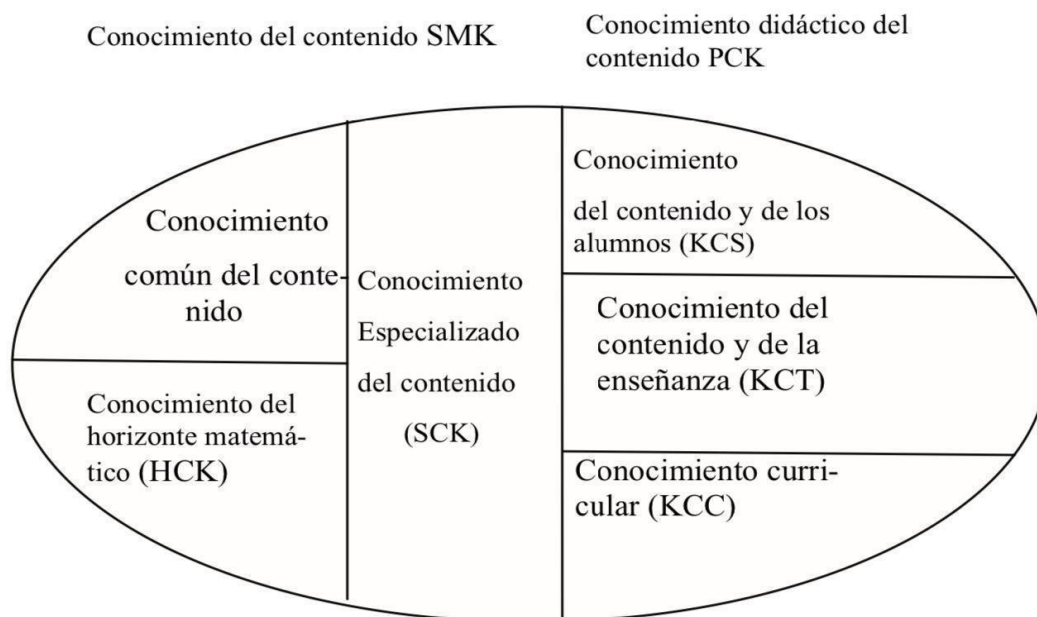 Conocimiento del contenido SMK
Conocimiento didáctico del
contenido PCK
Conocimiento
común del conte-
nido
Conocimiento del
horizonte matemá-
tico (HCK)
Conocimiento
Especializado
del contenido
(SCK)
Conocimiento
del contenido y de los
alumnos (KCS)
Conocimiento del
contenido y de la
enseñanza (KCT)
Conocimiento curri-
cular (KCC)